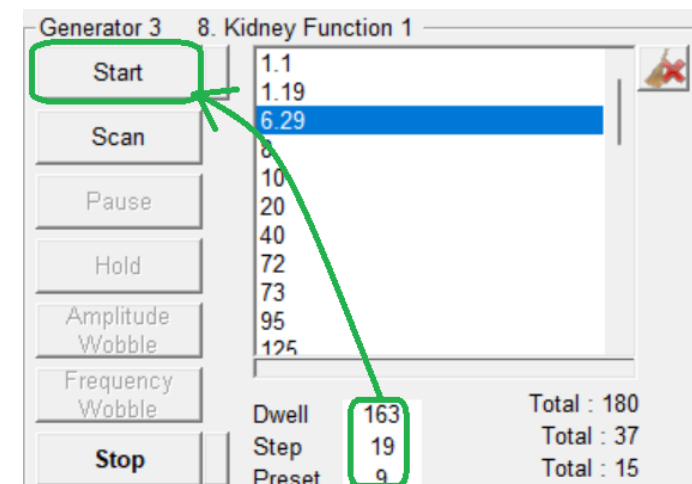 Generator 3 8. Kidney Function 1
Start
Scan
Pause
Hold
Amplitude
Wobble
Frequency
Wobble
Stop
1.1
1.19
6.29
8
10
20
40
72
73
95
125
Dwell 163 Total : 180
Step 19 Total : 37
Preset 9 Total : 15